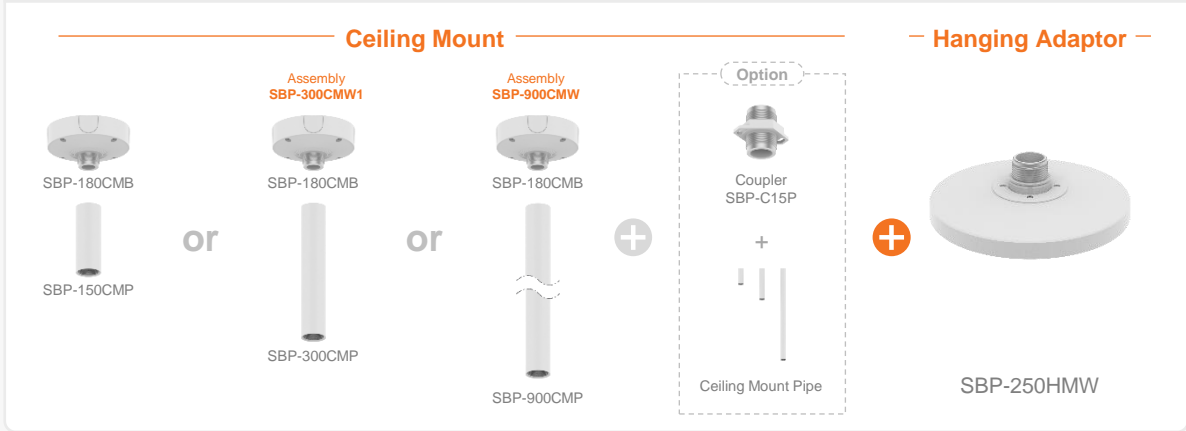 Ceiling Mount
Hanging Adaptor
Assembly
SBP-300CMW1
Assembly
SBP-900CMW
Option
SBP-180CMB
SBP-180CMB
SBP-180CMB
Coupler
SBP-C15P
or
or
+
SBP-150CMP
SBP-300CMP
SBP-900CMP
Ceiling Mount Pipe
SBP-250HMW